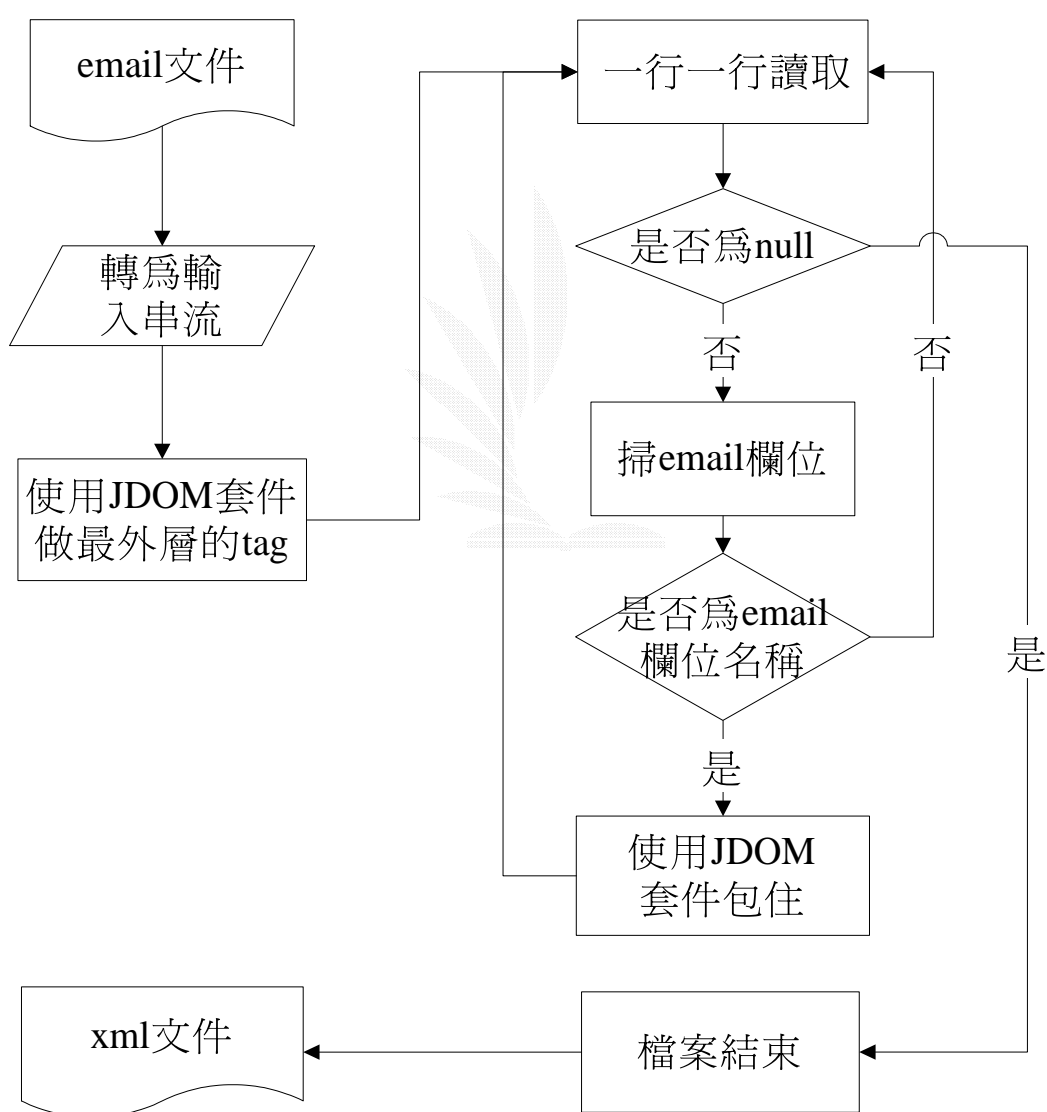 email文件
轉爲輸
入串流
使用JDOM套件
做最外層的tag
一行一行讀取
是否爲null
否
否
掃email欄位
是否爲email
欄位名稱
是
是
使用JDOM
套件包住
檔案結束
xml文件